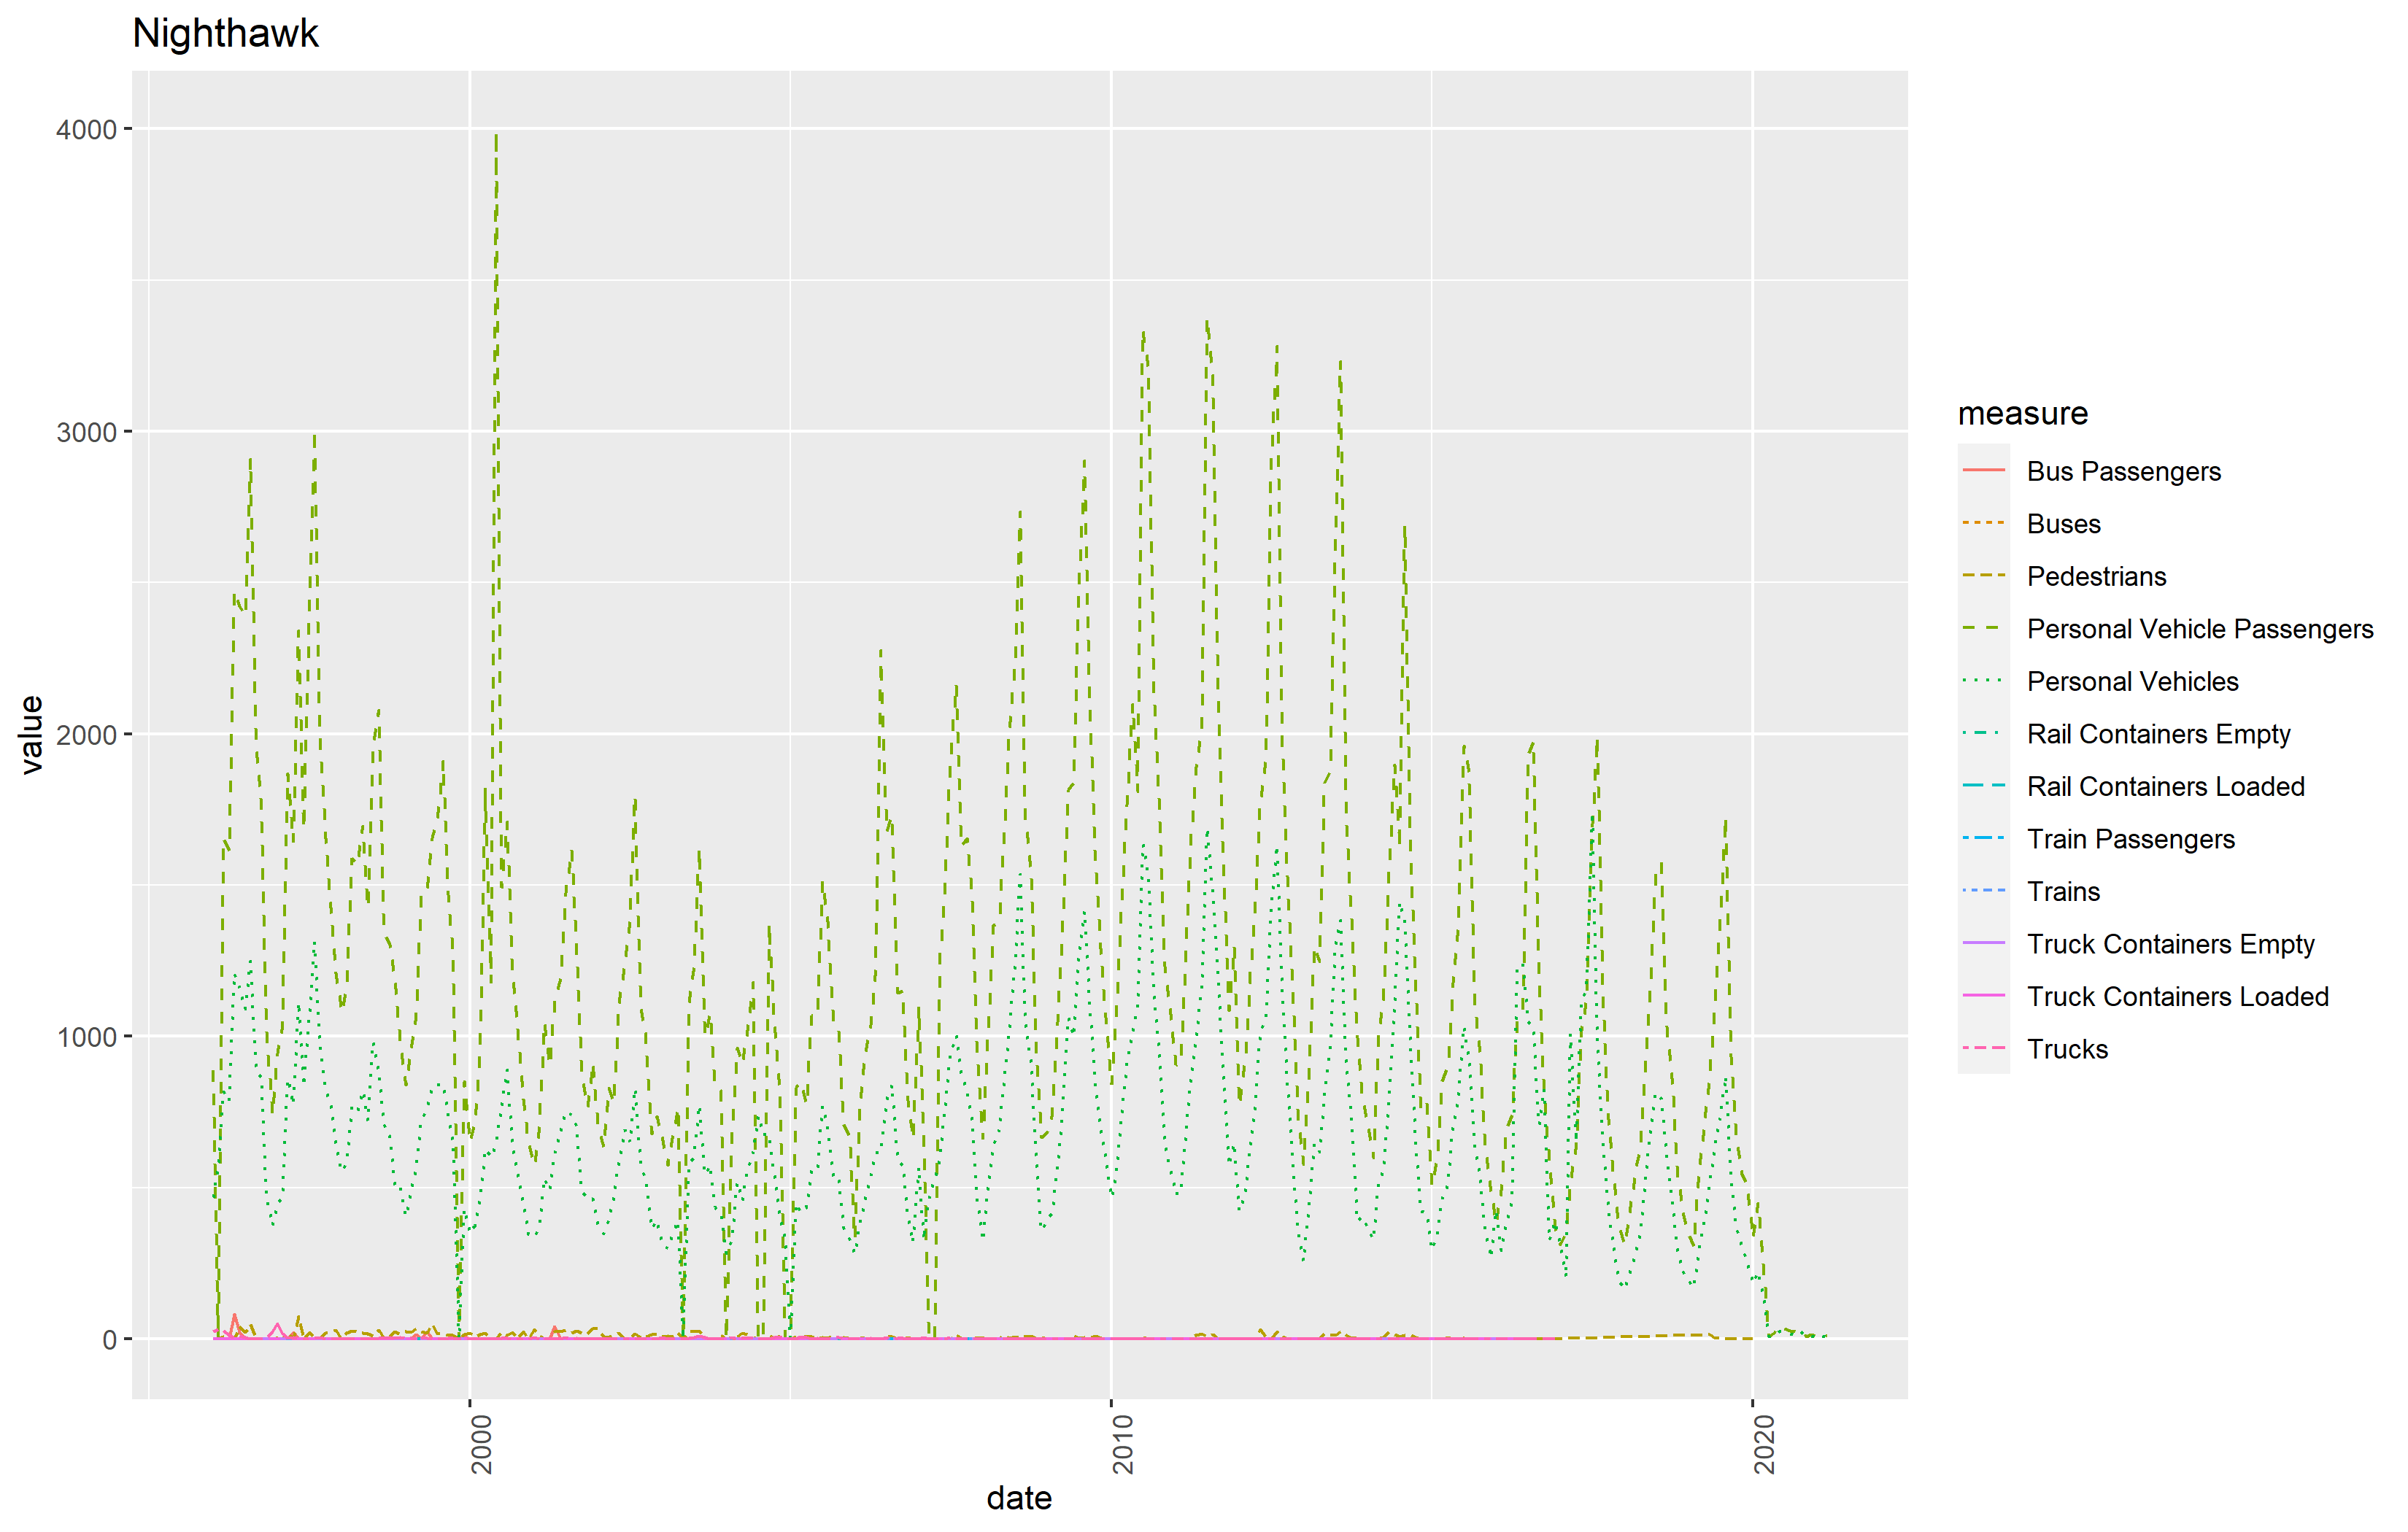 Nighthawk
4000
3000
2000
1000
0
value
2000
2010
2020
date
measure
Bus Passengers
Buses
Pedestrians
Personal Vehicle Passengers
Personal Vehicles
Rail Containers Empty
Rail Containers Loaded
Train Passengers
Trains
Truck Containers Empty
Truck Containers Loaded
Trucks